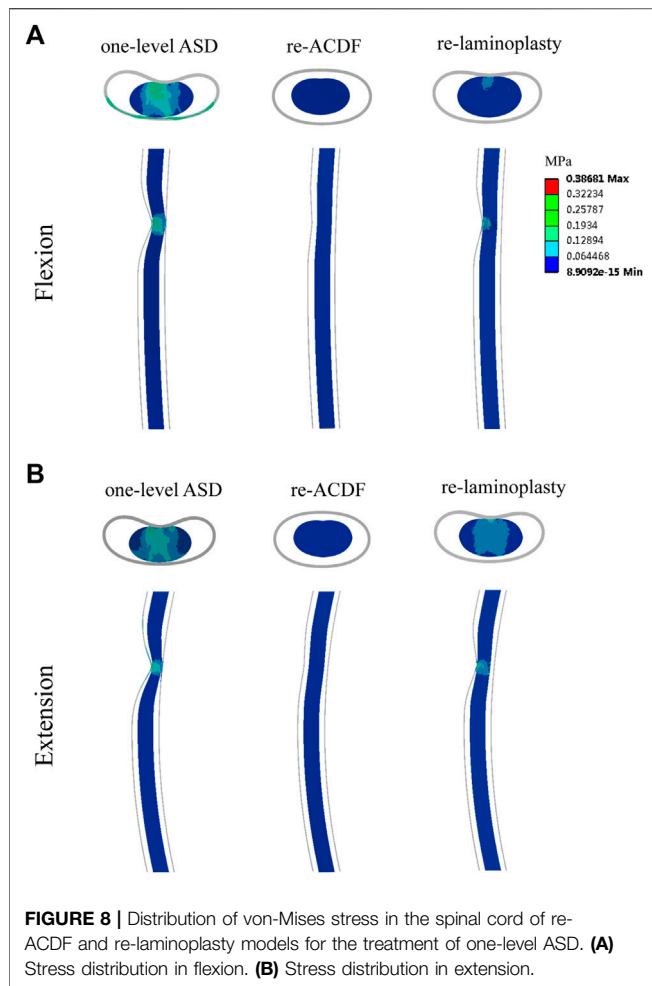 A
one-level ASD re-ACDF re-laminoplasty
MPa
0.38681 Max
0.32234
0.25787
0.1934
0.12894
0.064468
8.9092e-15 Min
Flexion
B
one-level ASD re-ACDF re-laminoplasty
Extension
FIGURE 8 | Distribution of von-Mises stress in the spinal cord of re-
ACDF and re-laminoplasty models for the treatment of one-level ASD. (A)
Stress distribution in flexion. (B) Stress distribution in extension.